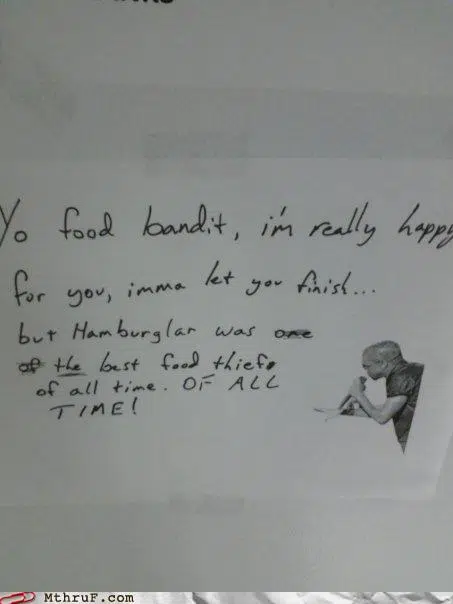 Yo food bandit, i'm really happy
for you, imma let you finish...
but Hamburglar was one
of the best food thiefs
of all time. OF ALL
TIME!
MthruF.com